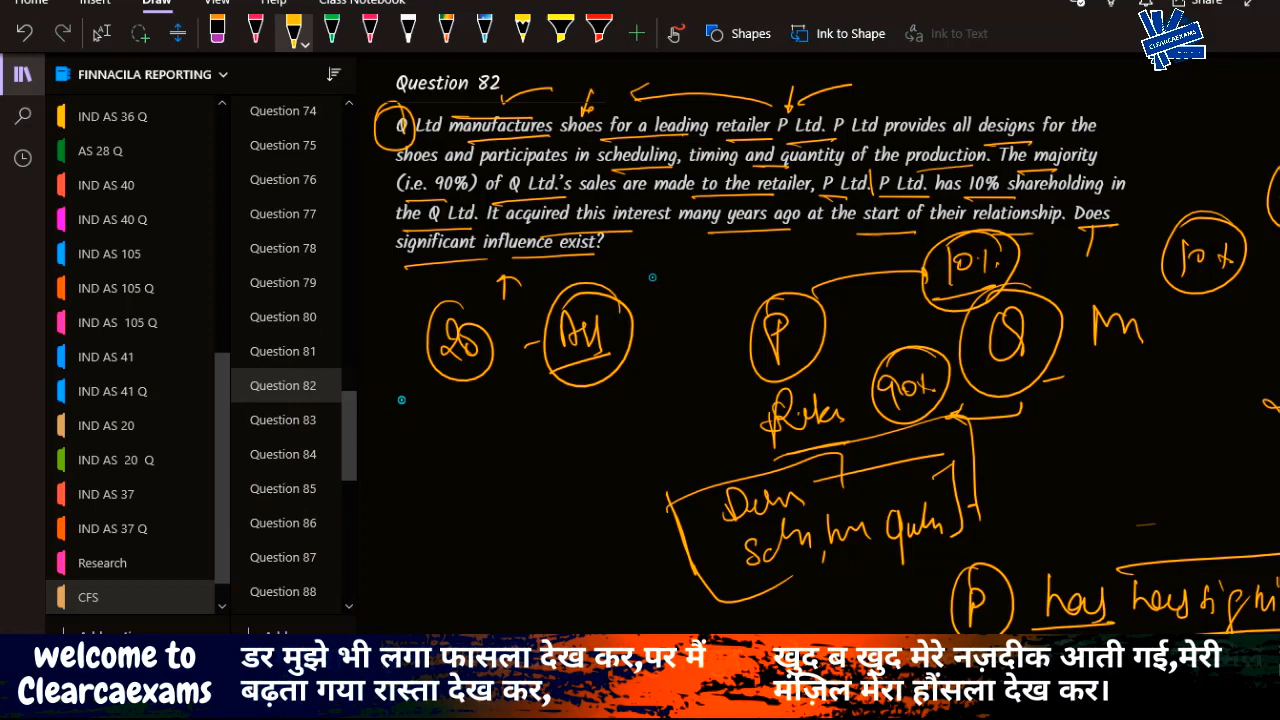 Home Insert Draw View Help Class Notebook Share
Shapes Ink to Shape Ink to Text
CLEARCAEXAMS
FINNACILA REPORTING
IND AS 36 Q
AS 28 Q
IND AS 40
IND AS 40 Q
IND AS 105
IND AS 105 Q
IND AS 105 Q
IND AS 41
IND AS 41 Q
IND AS 20
IND AS 20 Q
IND AS 37
IND AS 37 Q
Research
CFS
Question 74
Question 75
Question 76
Question 77
Question 78
Question 79
Question 80
Question 81
Question 82
Question 83
Question 84
Question 85
Question 86
Question 87
Question 88
Question 82
Q Ltd manufactures shoes for a leading retailer P Ltd. P Ltd provides all designs for the
shoes and participates in scheduling, timing and quantity of the production. The majority
(i.e. 90%) of Q Ltd.'s sales are made to the retailer, P Ltd. P Ltd. has 10% shareholding in
the Q Ltd. It acquired this interest many years ago at the start of their relationship. Does
significant influence exist?
10%
10%
20
P
Q
90%
P has
welcome to
Clearcaexams
डर मुझे भी लगा फासला देख कर,पर मैं
बढ़ता गया रास्ता देख कर,
खुद ब खुद मेरे नज़दीक आती गई,मेरी
मंज़िल मेरा हौंसला देख कर।